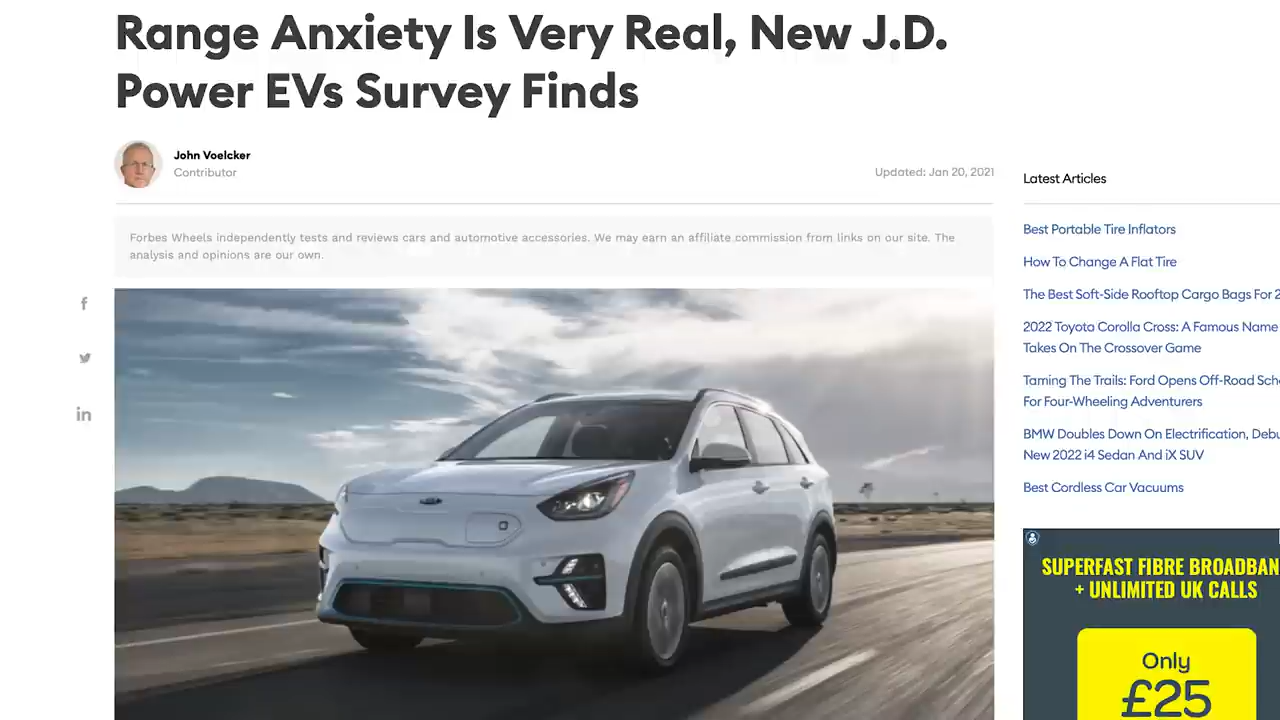 Range Anxiety Is Very Real, New J.D.
Power EVs Survey Finds
John Voelcker
Contributor
Updated: Jan 20, 2021
Forbes Wheels independently tests and reviews cars and automotive accessories. We may earn an affiliate commission from links on our site. The
analysis and opinions are our own.
Latest Articles
Best Portable Tire Inflators
How To Change A Flat Tire
The Best Soft-Side Rooftop Cargo Bags For 2
2022 Toyota Corolla Cross: A Famous Name
Takes On The Crossover Game
Taming The Trails: Ford Opens Off-Road Sch
For Four-Wheeling Adventurers
BMW Doubles Down On Electrification, Debu
New 2022 i4 Sedan And iX SUV
Best Cordless Car Vacuums
SUPERFAST FIBRE BROADBAN
+ UNLIMITED UK CALLS
Only
£25